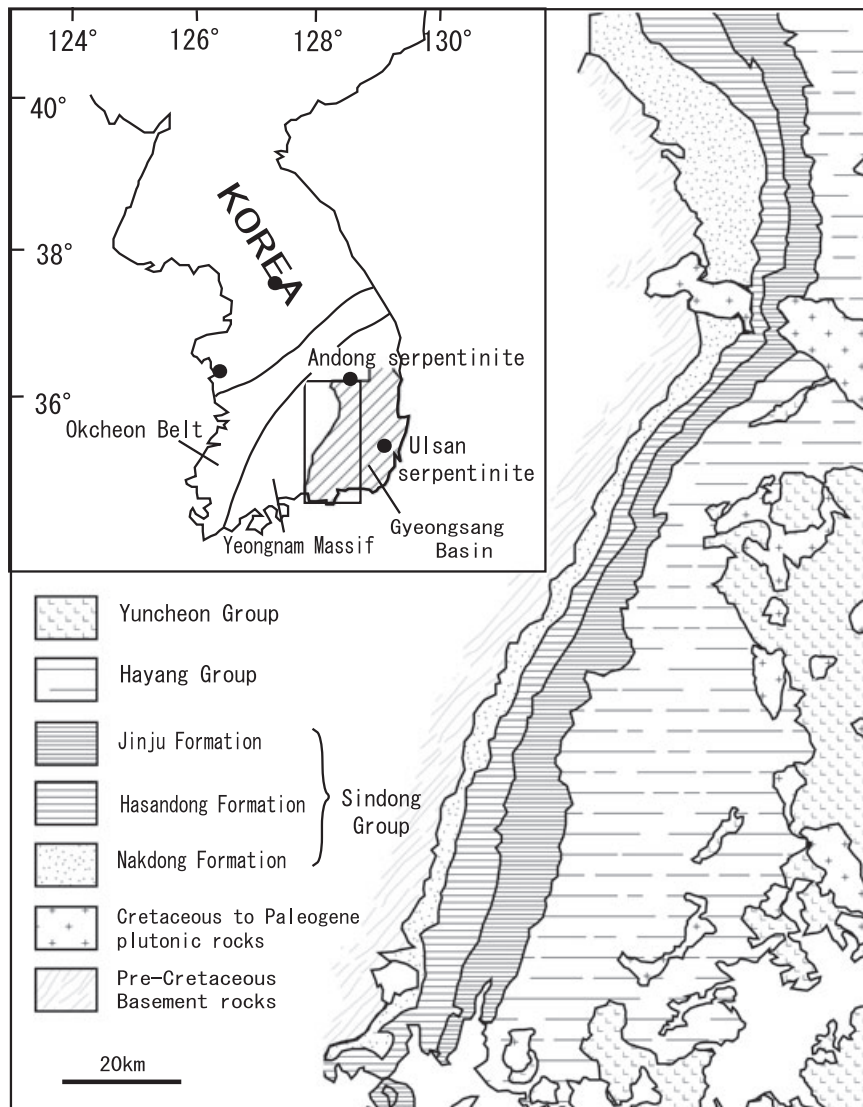 124° 126° 128° 130°
40°
38°
36°
KOREA
Andong serpentinite
Okcheon Belt
Ulsan
serpentinite
Yeongnam Massif
Gyeongsang
Basin
Yuncheon Group
Hayang Group
Jinju Formation
Hasandong Formation
Sindong
Group
Nakdong Formation
Cretaceous to Paleogene
plutonic rocks
Pre-Cretaceous
Basement rocks
20km